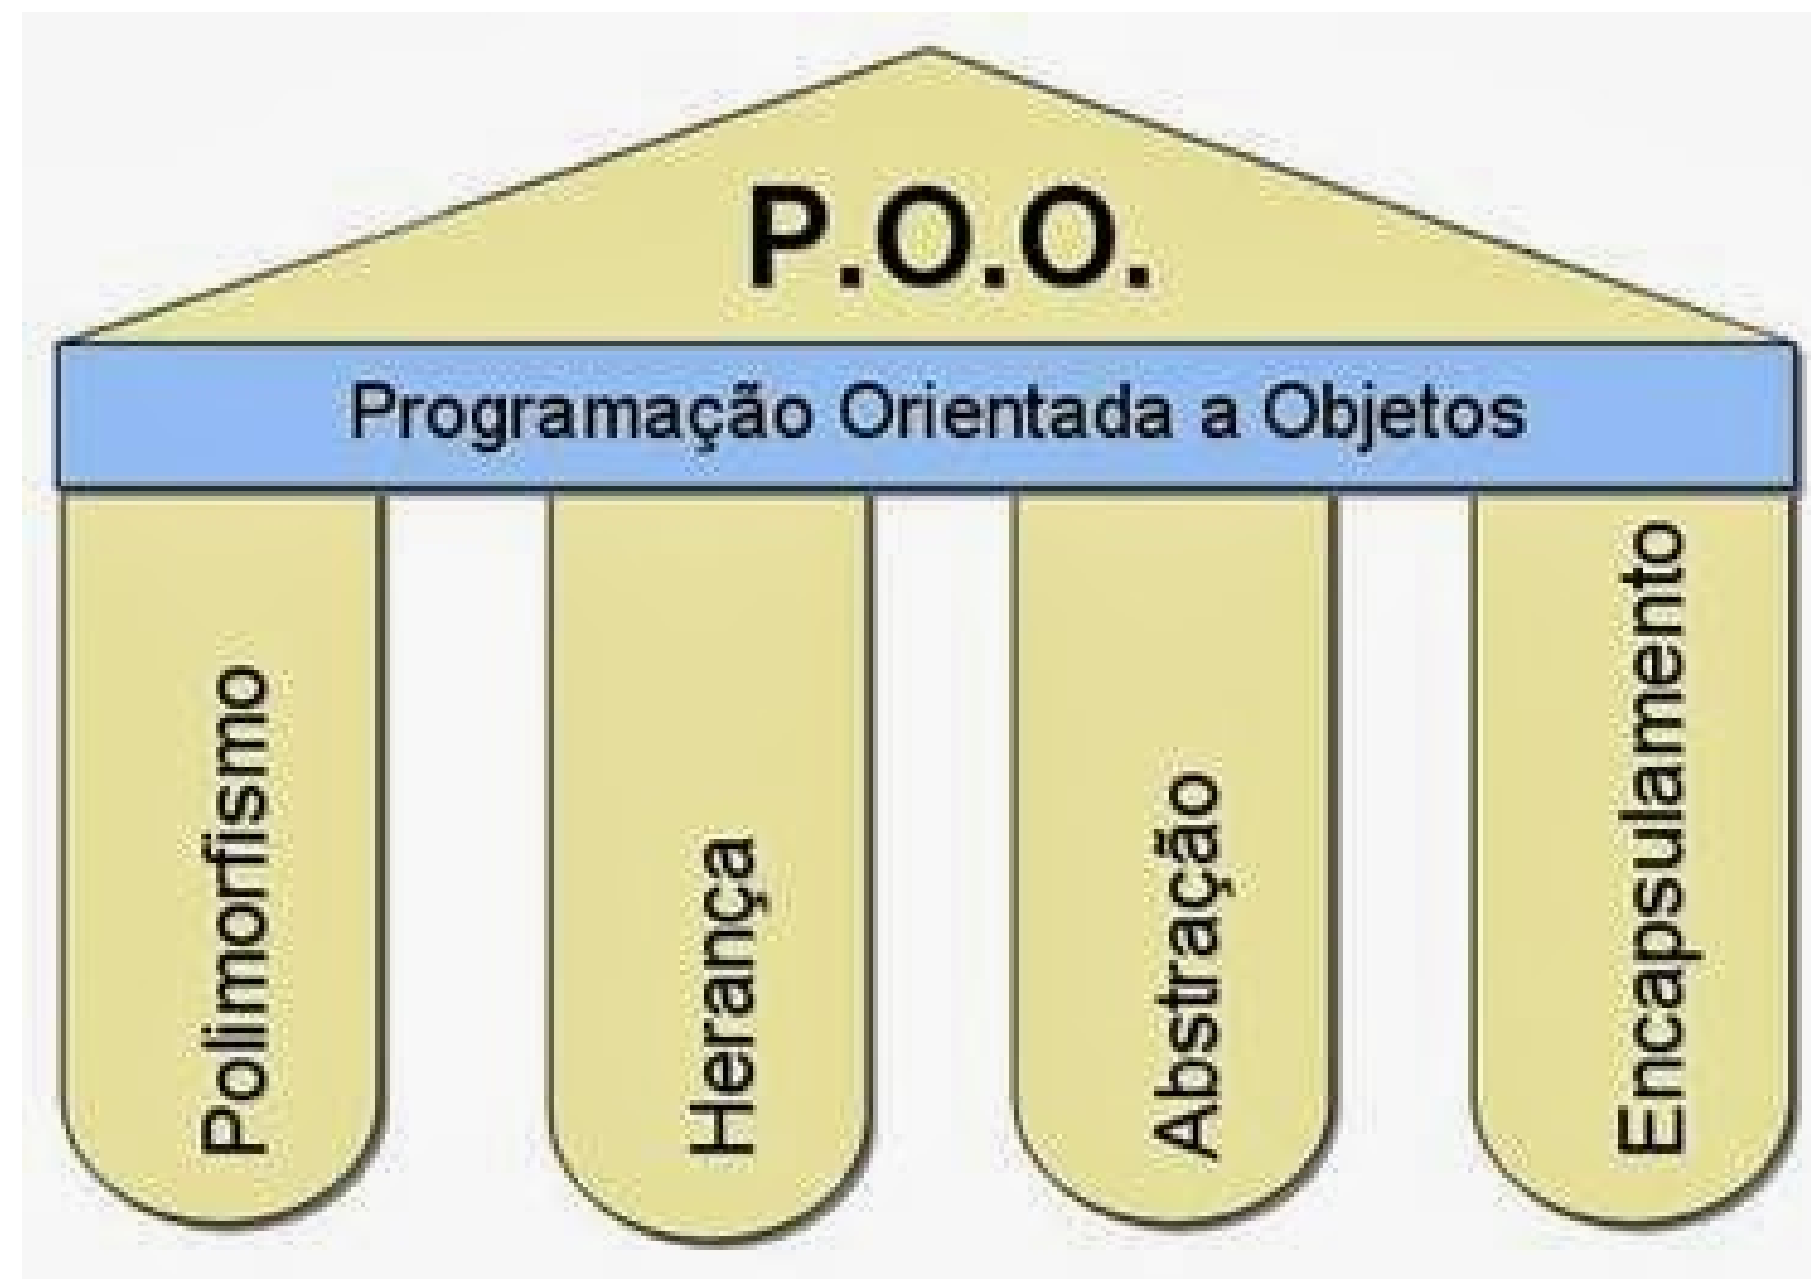 P.O.O.
Programação Orientada a Objetos
Polimorfismo
Herança
Abstração
Encapsulamento